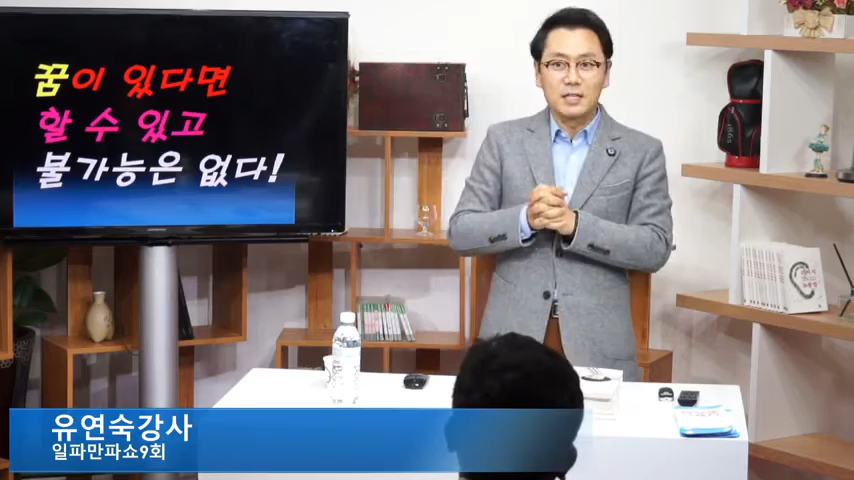 꿈이 있다면
할 수 있고
불가능은 없다!
유연숙강사
일파만파쇼9회